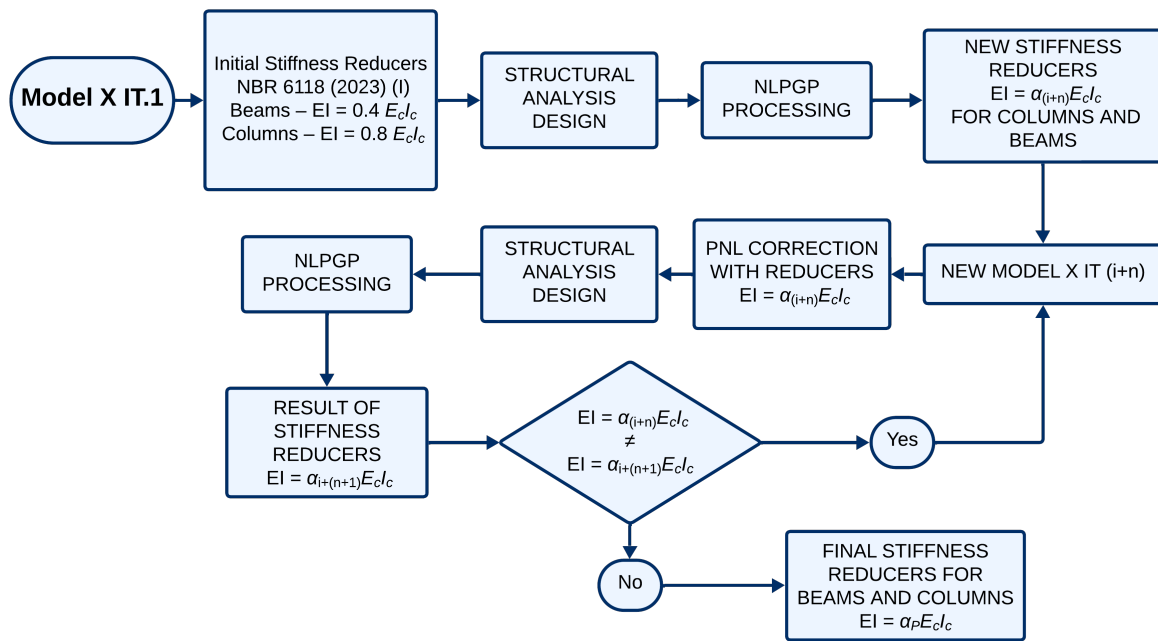 Model X IT.1
Initial Stiffness Reducers
NBR 6118 (2023) (I)
Beams – EI = 0.4 EcIc
Columns – EI = 0.8 EcIc
STRUCTURAL
ANALYSIS
DESIGN
NLPGP
PROCESSING
NEW STIFFNESS
REDUCERS
EI = α(i+n)EcIc
FOR COLUMNS AND
BEAMS
NEW MODEL X IT (i+n)
PNL CORRECTION
WITH REDUCERS
EI = α(i+n)EcIc
STRUCTURAL
ANALYSIS
DESIGN
NLPGP
PROCESSING
RESULT OF
STIFFNESS
REDUCERS
EI = αi+(n+1)EcIc
EI = α(i+n)EcIc
≠
EI = αi+(n+1)EcIc
Yes
No
FINAL STIFFNESS
REDUCERS FOR
BEAMS AND COLUMNS
EI = αPEcIc